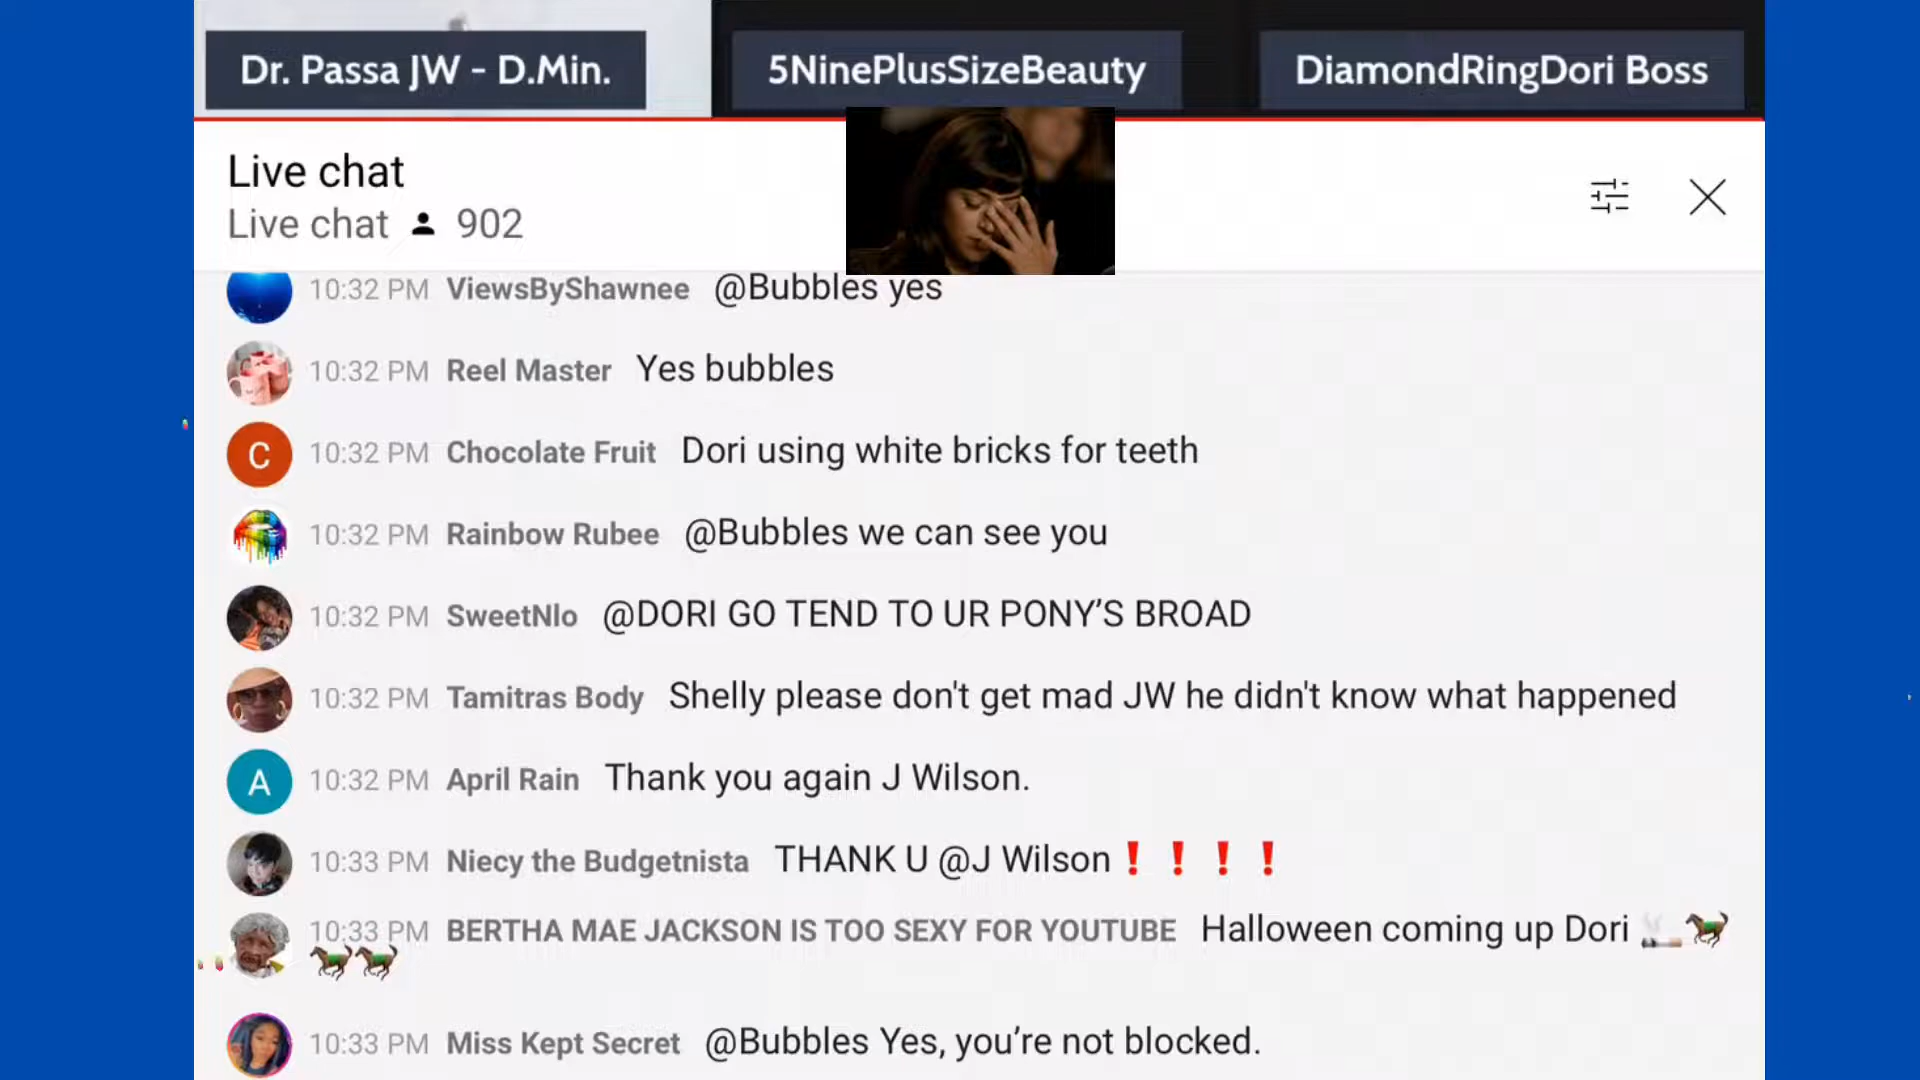 Dr. Passa JW - D.Min.
5NinePlusSizeBeauty
DiamondRingDori Boss
Live chat
Live chat 902
10:32 PM ViewsByShawnee @Bubbles yes
10:32 PM Reel Master Yes bubbles
C 10:32 PM Chocolate Fruit Dori using white bricks for teeth
10:32 PM Rainbow Rubee @Bubbles we can see you
10:32 PM SweetNlo @DORI GO TEND TO UR PONY’S BROAD
10:32 PM Tamitras Body Shelly please don't get mad JW he didn't know what happened
A 10:32 PM April Rain Thank you again J Wilson.
10:33 PM Niecy the Budgetnista THANK U @J Wilson❗❗❗❗
10:33 PM BERTHA MAE JACKSON IS TOO SEXY FOR YOUTUBE Halloween coming up Dori 🚬🐎
🐎🐎
10:33 PM Miss Kept Secret @Bubbles Yes, you’re not blocked.